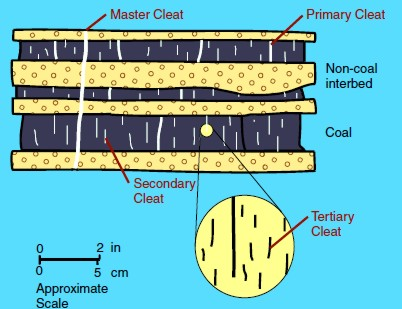 Master Cleat
Primary Cleat
Non-coal
interbed
Coal
Secondary
Cleat
Tertiary
Cleat
0 2 in
0 5 cm
Approximate
Scale